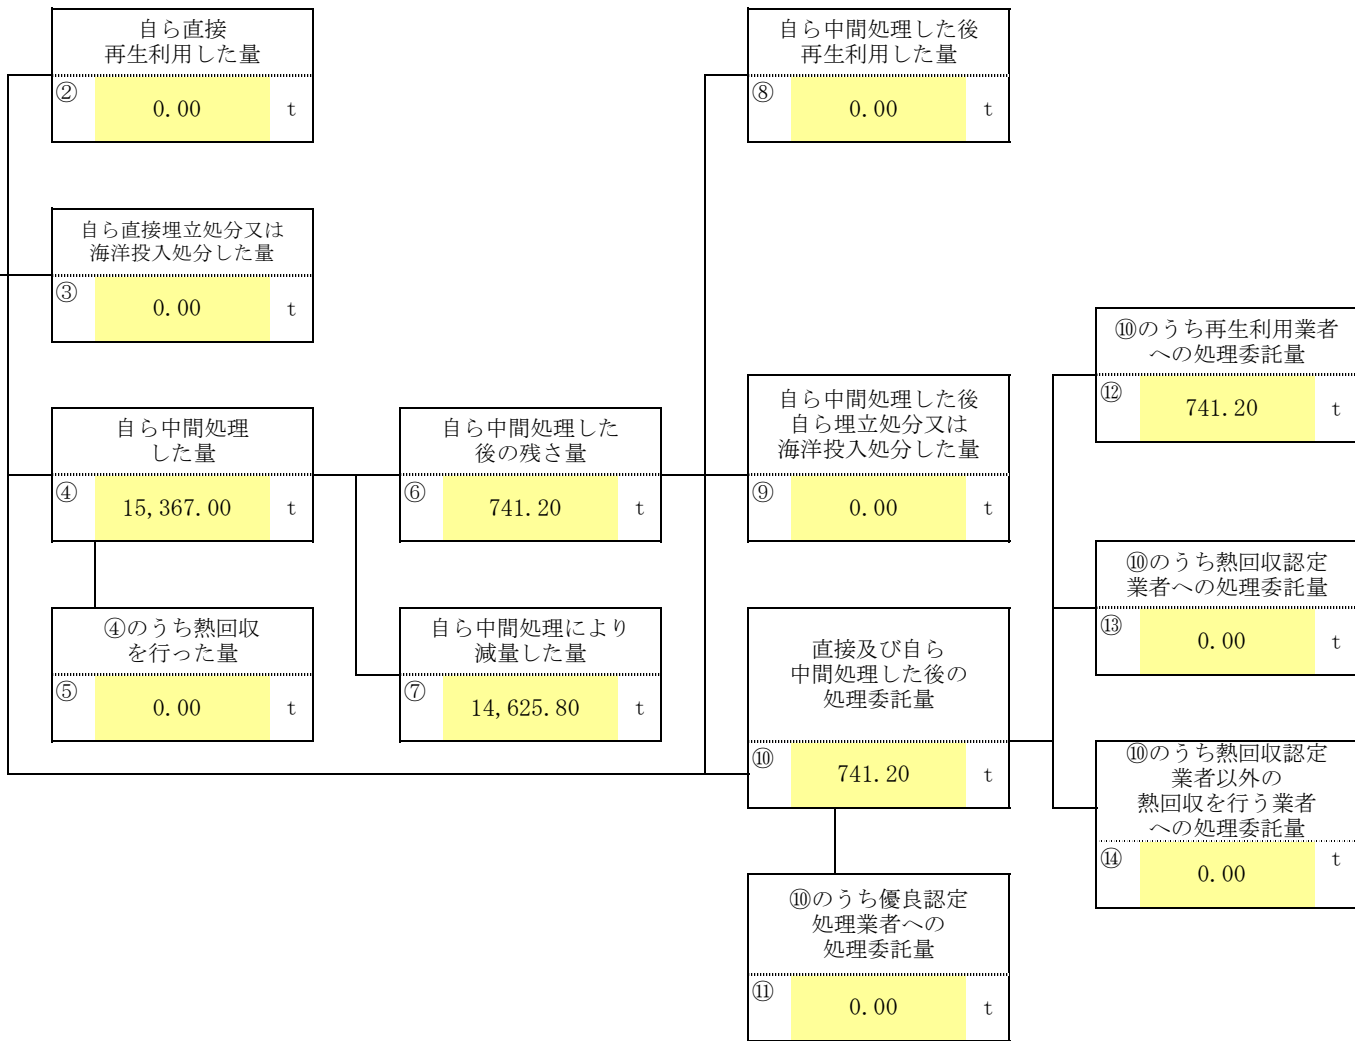 自ら直接
再生利用した量
②
0.00
t
自ら直接埋立処分又は
海洋投入処分した量
③
0.00
t
自ら中間処理
した量
④
15,367.00
t
④のうち熱回収
を行った量
⑤
0.00
t
自ら中間処理した
後の残さ量
⑥
741.20
t
自ら中間処理により
減量した量
⑦
14,625.80
t
自ら中間処理した後
再生利用した量
⑧
0.00
t
自ら中間処理した後
自ら埋立処分又は
海洋投入処分した量
⑨
0.00
t
直接及び自ら
中間処理した後の
処理委託量
⑩
741.20
t
⑩のうち優良認定
処理業者への
処理委託量
⑪
0.00
t
⑩のうち再生利用業者
への処理委託量
⑫
741.20
t
⑩のうち熱回収認定
業者への処理委託量
⑬
0.00
t
⑩のうち熱回収認定
業者以外の
熱回収を行う業者
への処理委託量
⑭
0.00
t